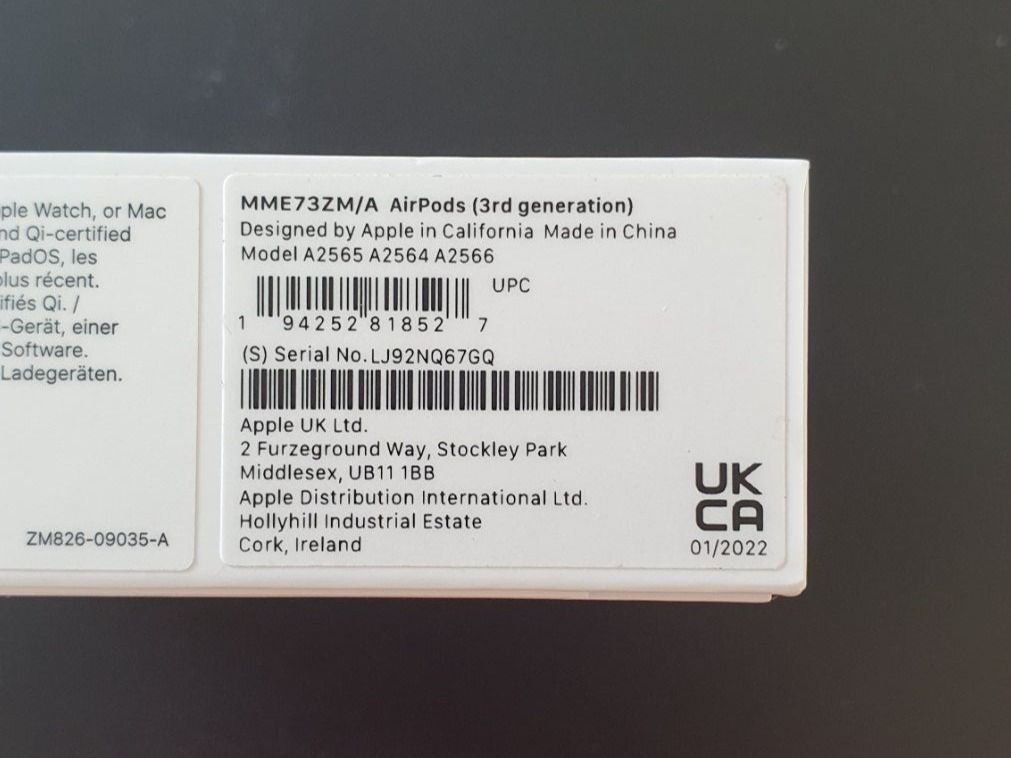 ple Watch, or Mac
nd Qi-certified
PadOS, les
plus récent.
ifiés Qi. /
-Gerät, einer
Software.
Ladegeräten.
ZM826-09035-A
MME73ZM/A AirPods (3rd generation)
Designed by Apple in California Made in China
Model A2565 A2564 A2566
UPC
1 94252 81852 7
(S) Serial No. LJ92NQ67GQ
Apple UK Ltd.
2 Furzeground Way, Stockley Park
Middlesex, UB11 1BB
Apple Distribution International Ltd.
Hollyhill Industrial Estate
Cork, Ireland
UK
CA
01/2022